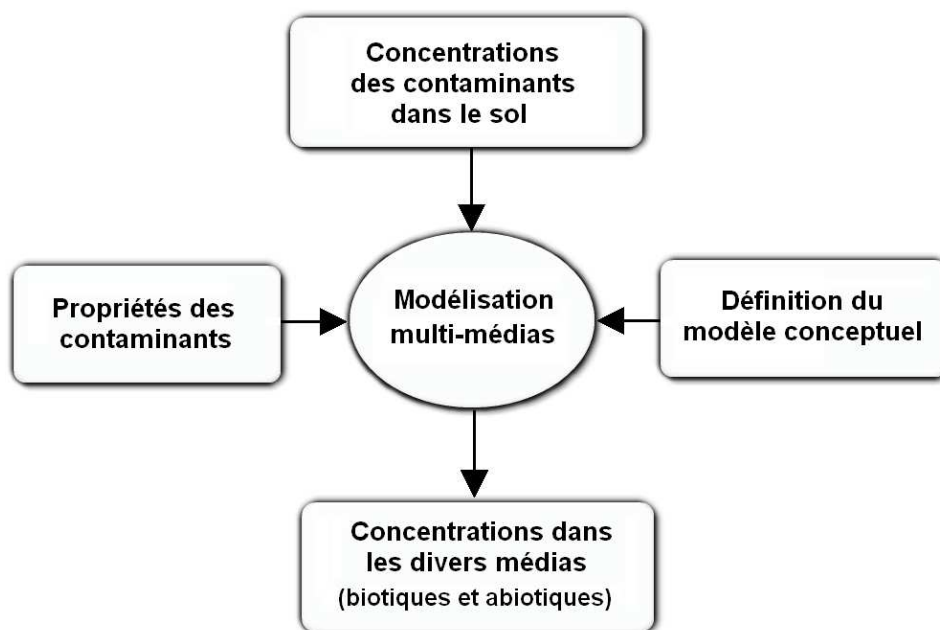 Concentrations
des contaminants
dans le sol
Propriétés des
contaminants
Modélisation
multi-médias
Définition du
modèle conceptuel
Concentrations dans
les divers médias
(biotiques et abiotiques)